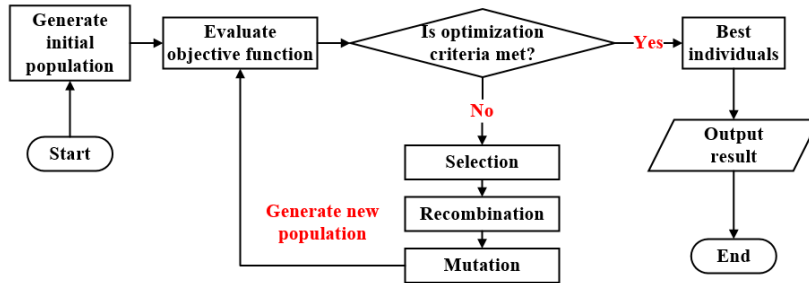 Generate
initial
population
Evaluate
objective function
Is optimization
criteria met?
Yes
Best
individuals
No
Start
Output
result
Selection
Recombination
Generate new
population
Mutation
End